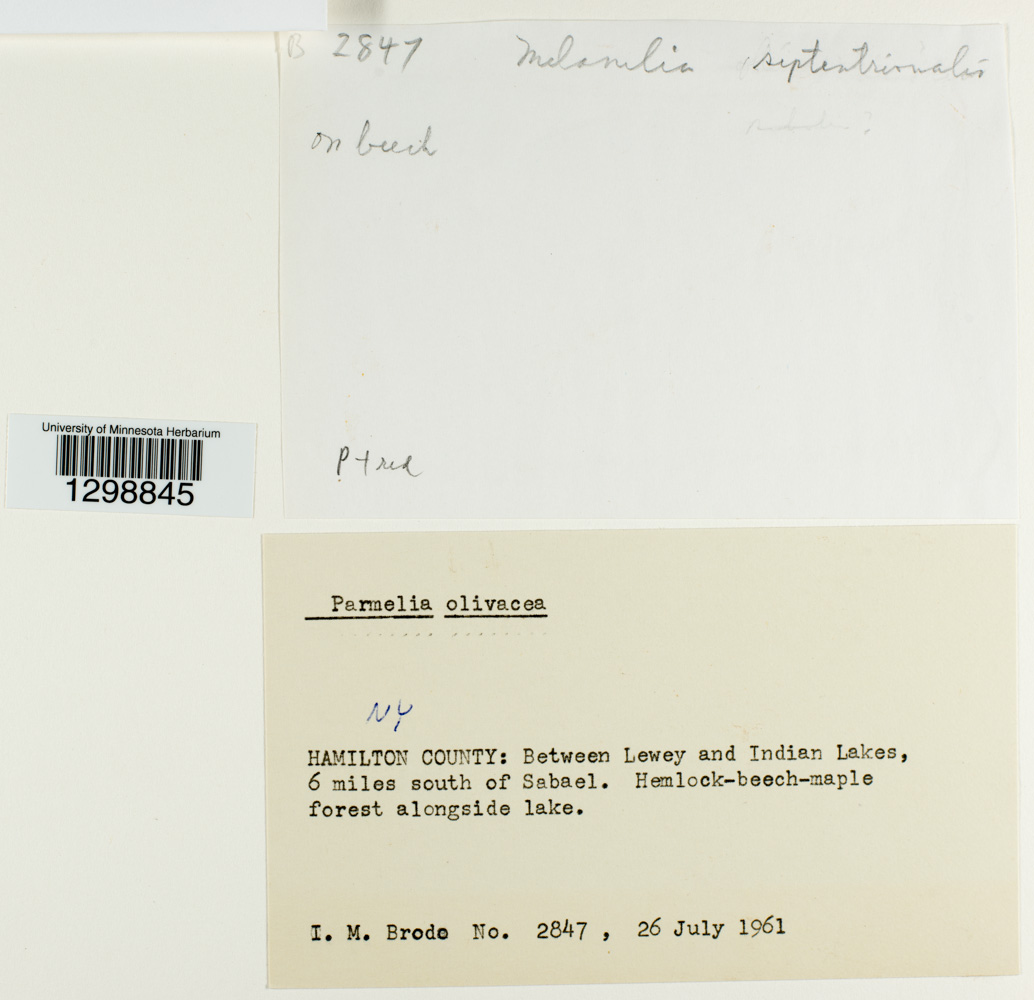 B 2847 Melanelia septentrionalis
on beech
P + red
University of Minnesota Herbarium
1298845
Parmelia olivacea
NY
HAMILTON COUNTY: Between Lewey and Indian Lakes,
6 miles south of Sabael. Hemlock-beech-maple
forest alongside lake.
I. M. Brodo No. 2847 , 26 July 1961